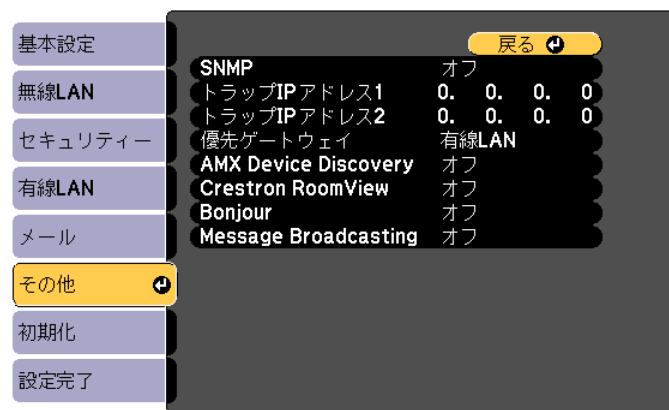 基本設定
無線LAN
セキュリティー
有線LAN
メール
その他
初期化
設定完了
戻る
SNMP オフ
トラップIPアドレス1 0. 0. 0. 0
トラップIPアドレス2 0. 0. 0. 0
優先ゲートウェイ 有線LAN
AMX Device Discovery オフ
Crestron RoomView オフ
Bonjour オフ
Message Broadcasting オフ